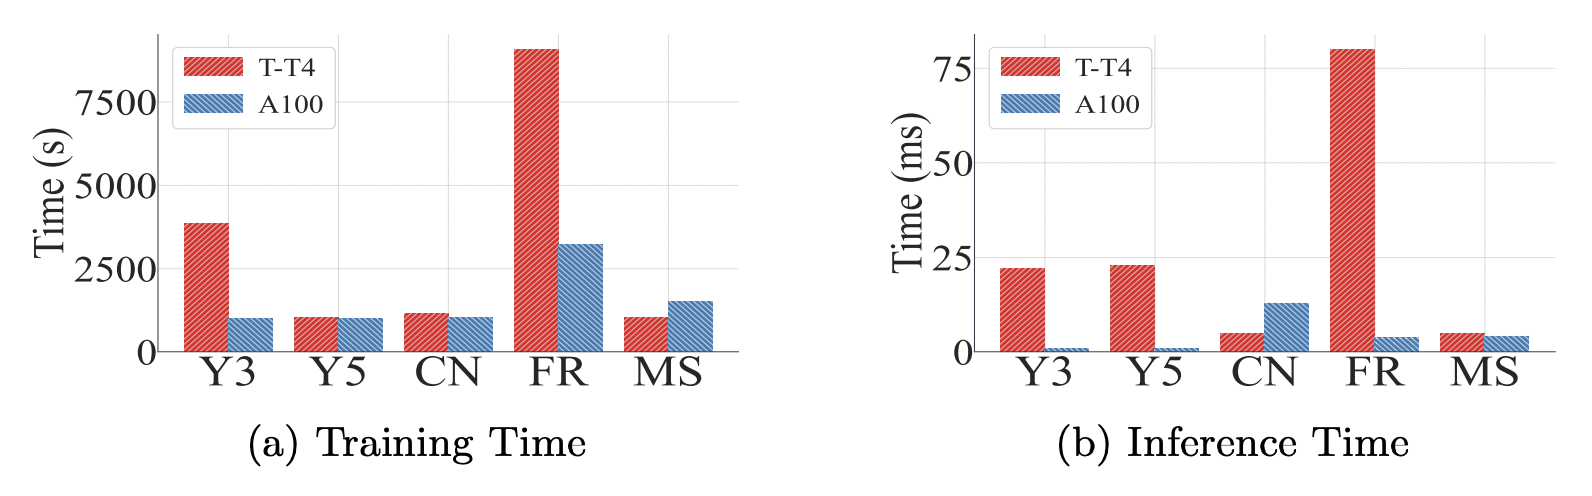 T-T4
A100
Time (s)
7500
5000
2500
0
Y3 Y5 CN FR MS
(a) Training Time
T-T4
A100
Time (ms)
75
50
25
0
Y3 Y5 CN FR MS
(b) Inference Time